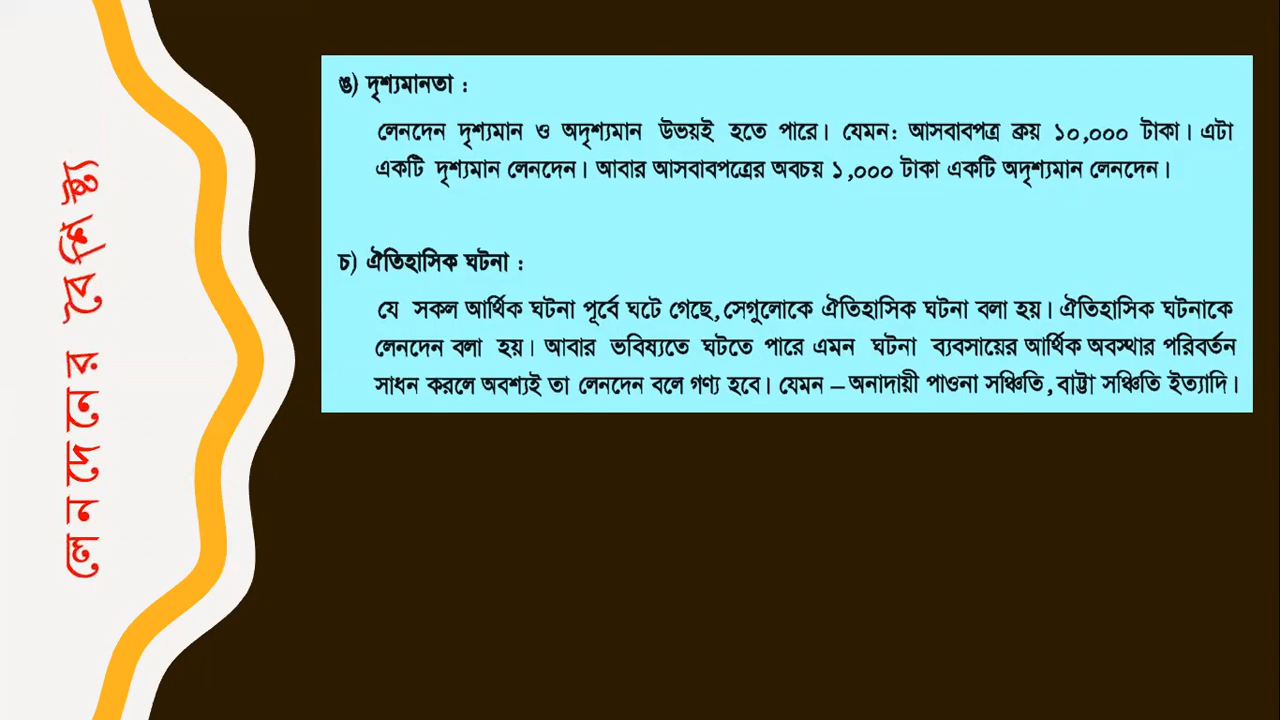 লেনদেনের বৈশিষ্ট্য
ঙ) দৃশ্যমানতা :
লেনদেন দৃশ্যমান ও অদৃশ্যমান উভয়ই হতে পারে। যেমন: আসবাবপত্র ক্রয় ১০,০০০ টাকা। এটা
একটি দৃশ্যমান লেনদেন। আবার আসবাবপত্রের অবচয় ১,০০০ টাকা একটি অদৃশ্যমান লেনদেন।
চ) ঐতিহাসিক ঘটনা :
যে সকল আর্থিক ঘটনা পূর্বে ঘটে গেছে, সেগুলোকে ঐতিহাসিক ঘটনা বলা হয়। ঐতিহাসিক ঘটনাকে
লেনদেন বলা হয়। আবার ভবিষ্যতে ঘটতে পারে এমন ঘটনা ব্যবসায়ের আর্থিক অবস্থার পরিবর্তন
সাধন করলে অবশ্যই তা লেনদেন বলে গণ্য হবে। যেমন – অনাদায়ী পাওনা সঞ্চিতি, বাট্টা সঞ্চিতি ইত্যাদি।